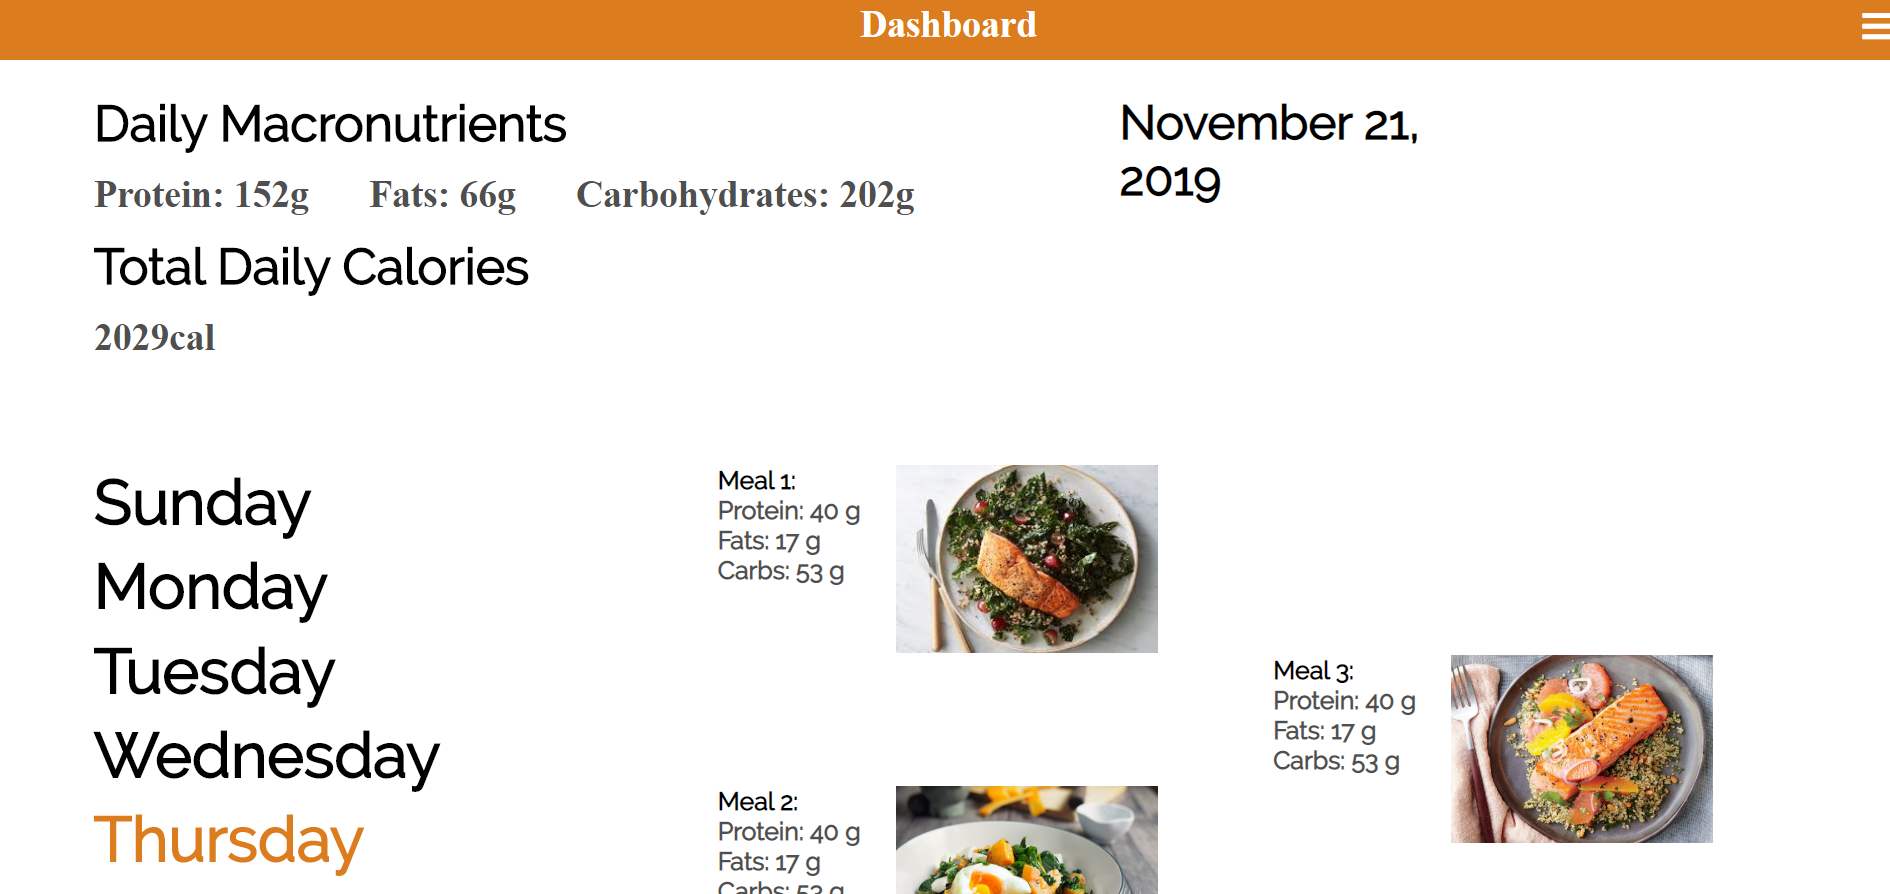 Dashboard
Daily Macronutrients
Protein: 152g Fats: 66g Carbohydrates: 202g
Total Daily Calories
2029cal
November 21,
2019
Sunday
Monday
Tuesday
Wednesday
Thursday
Meal 1:
Protein: 40 g
Fats: 17 g
Carbs: 53 g
Meal 2:
Protein: 40 g
Fats: 17 g
Carbs: 53 g
Meal 3:
Protein: 40 g
Fats: 17 g
Carbs: 53 g